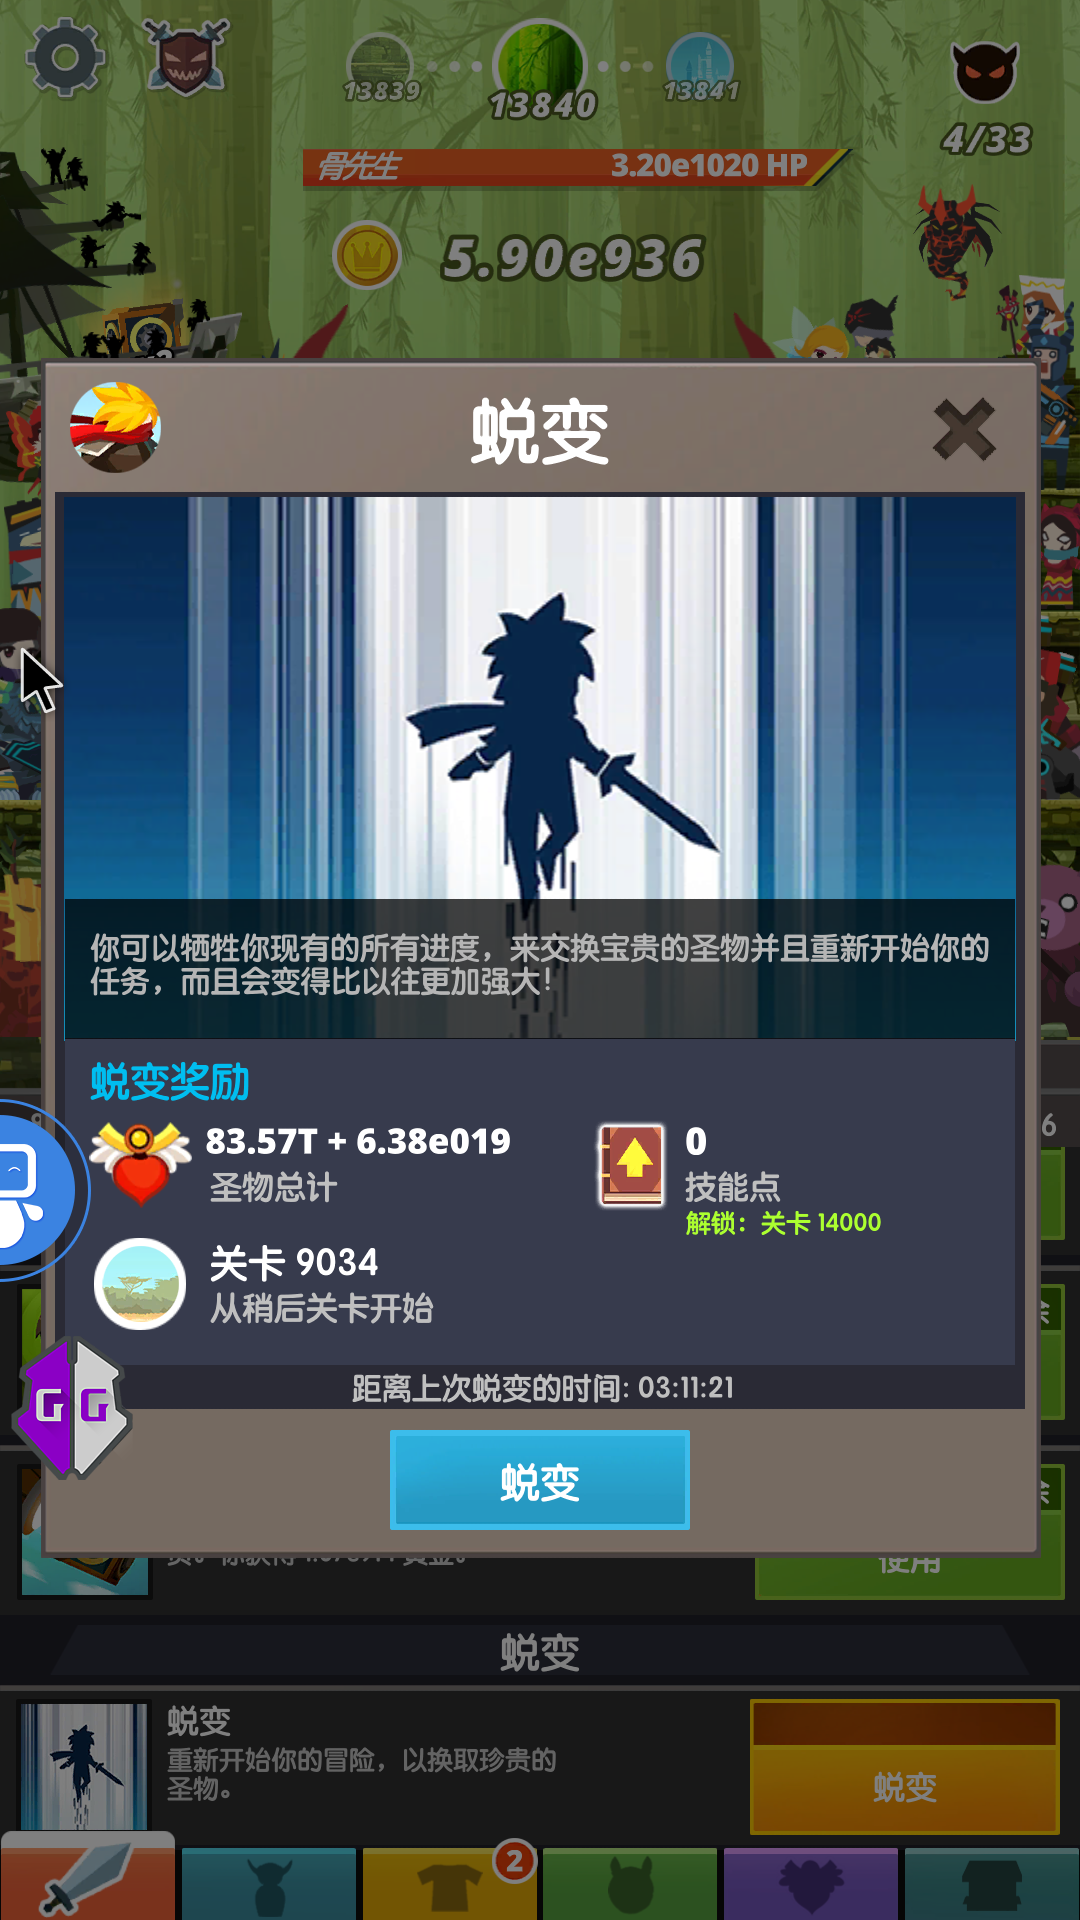 13839
13840
13841
4/33
骨先生
3.20e1020 HP
5.90e936
蜕变
你可以牺牲你现有的所有进度，来交换宝贵的圣物并且重新开始你的
任务，而且会变得比以往更加强大！
蜕变奖励
83.57T + 6.38e019
圣物总计
0
技能点
解锁：关卡 14000
关卡 9034
从稍后关卡开始
距离上次蜕变的时间: 03:11:21
G G
蜕变
使用
蜕变
蜕变
重新开始你的冒险，以换取珍贵的
圣物。
蜕变
2